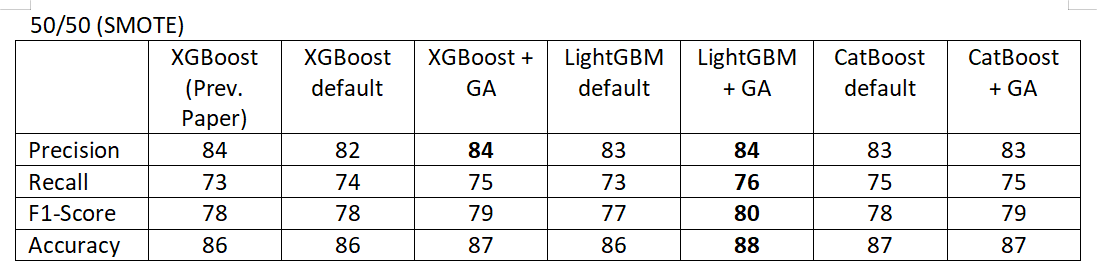 50/50 (SMOTE)
XGBoost (Prev. Paper) XGBoost default XGBoost + GA LightGBM default LightGBM + GA CatBoost default CatBoost + GA
Precision 84 82 84 83 84 83 83
Recall 73 74 75 73 76 75 75
F1-Score 78 78 79 77 80 78 79
Accuracy 86 86 87 86 88 87 87